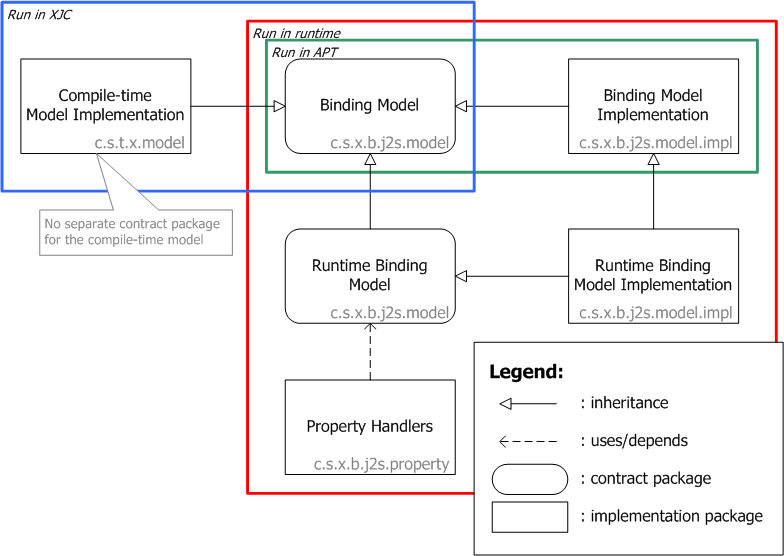 Run in XJC
Run in runtime
Run in APT
Compile-time
Model Implementation
c.s.t.x.model
Binding Model
c.s.x.b.j2s.model
Binding Model
Implementation
c.s.x.b.j2s.model.impl
No separate contract package
for the compile-time model
Runtime Binding
Model
c.s.x.b.j2s.model
Runtime Binding
Model Implementation
c.s.x.b.j2s.model.impl
Property Handlers
c.s.x.b.j2s.property
Legend:
: inheritance
: uses/depends
: contract package
: implementation package